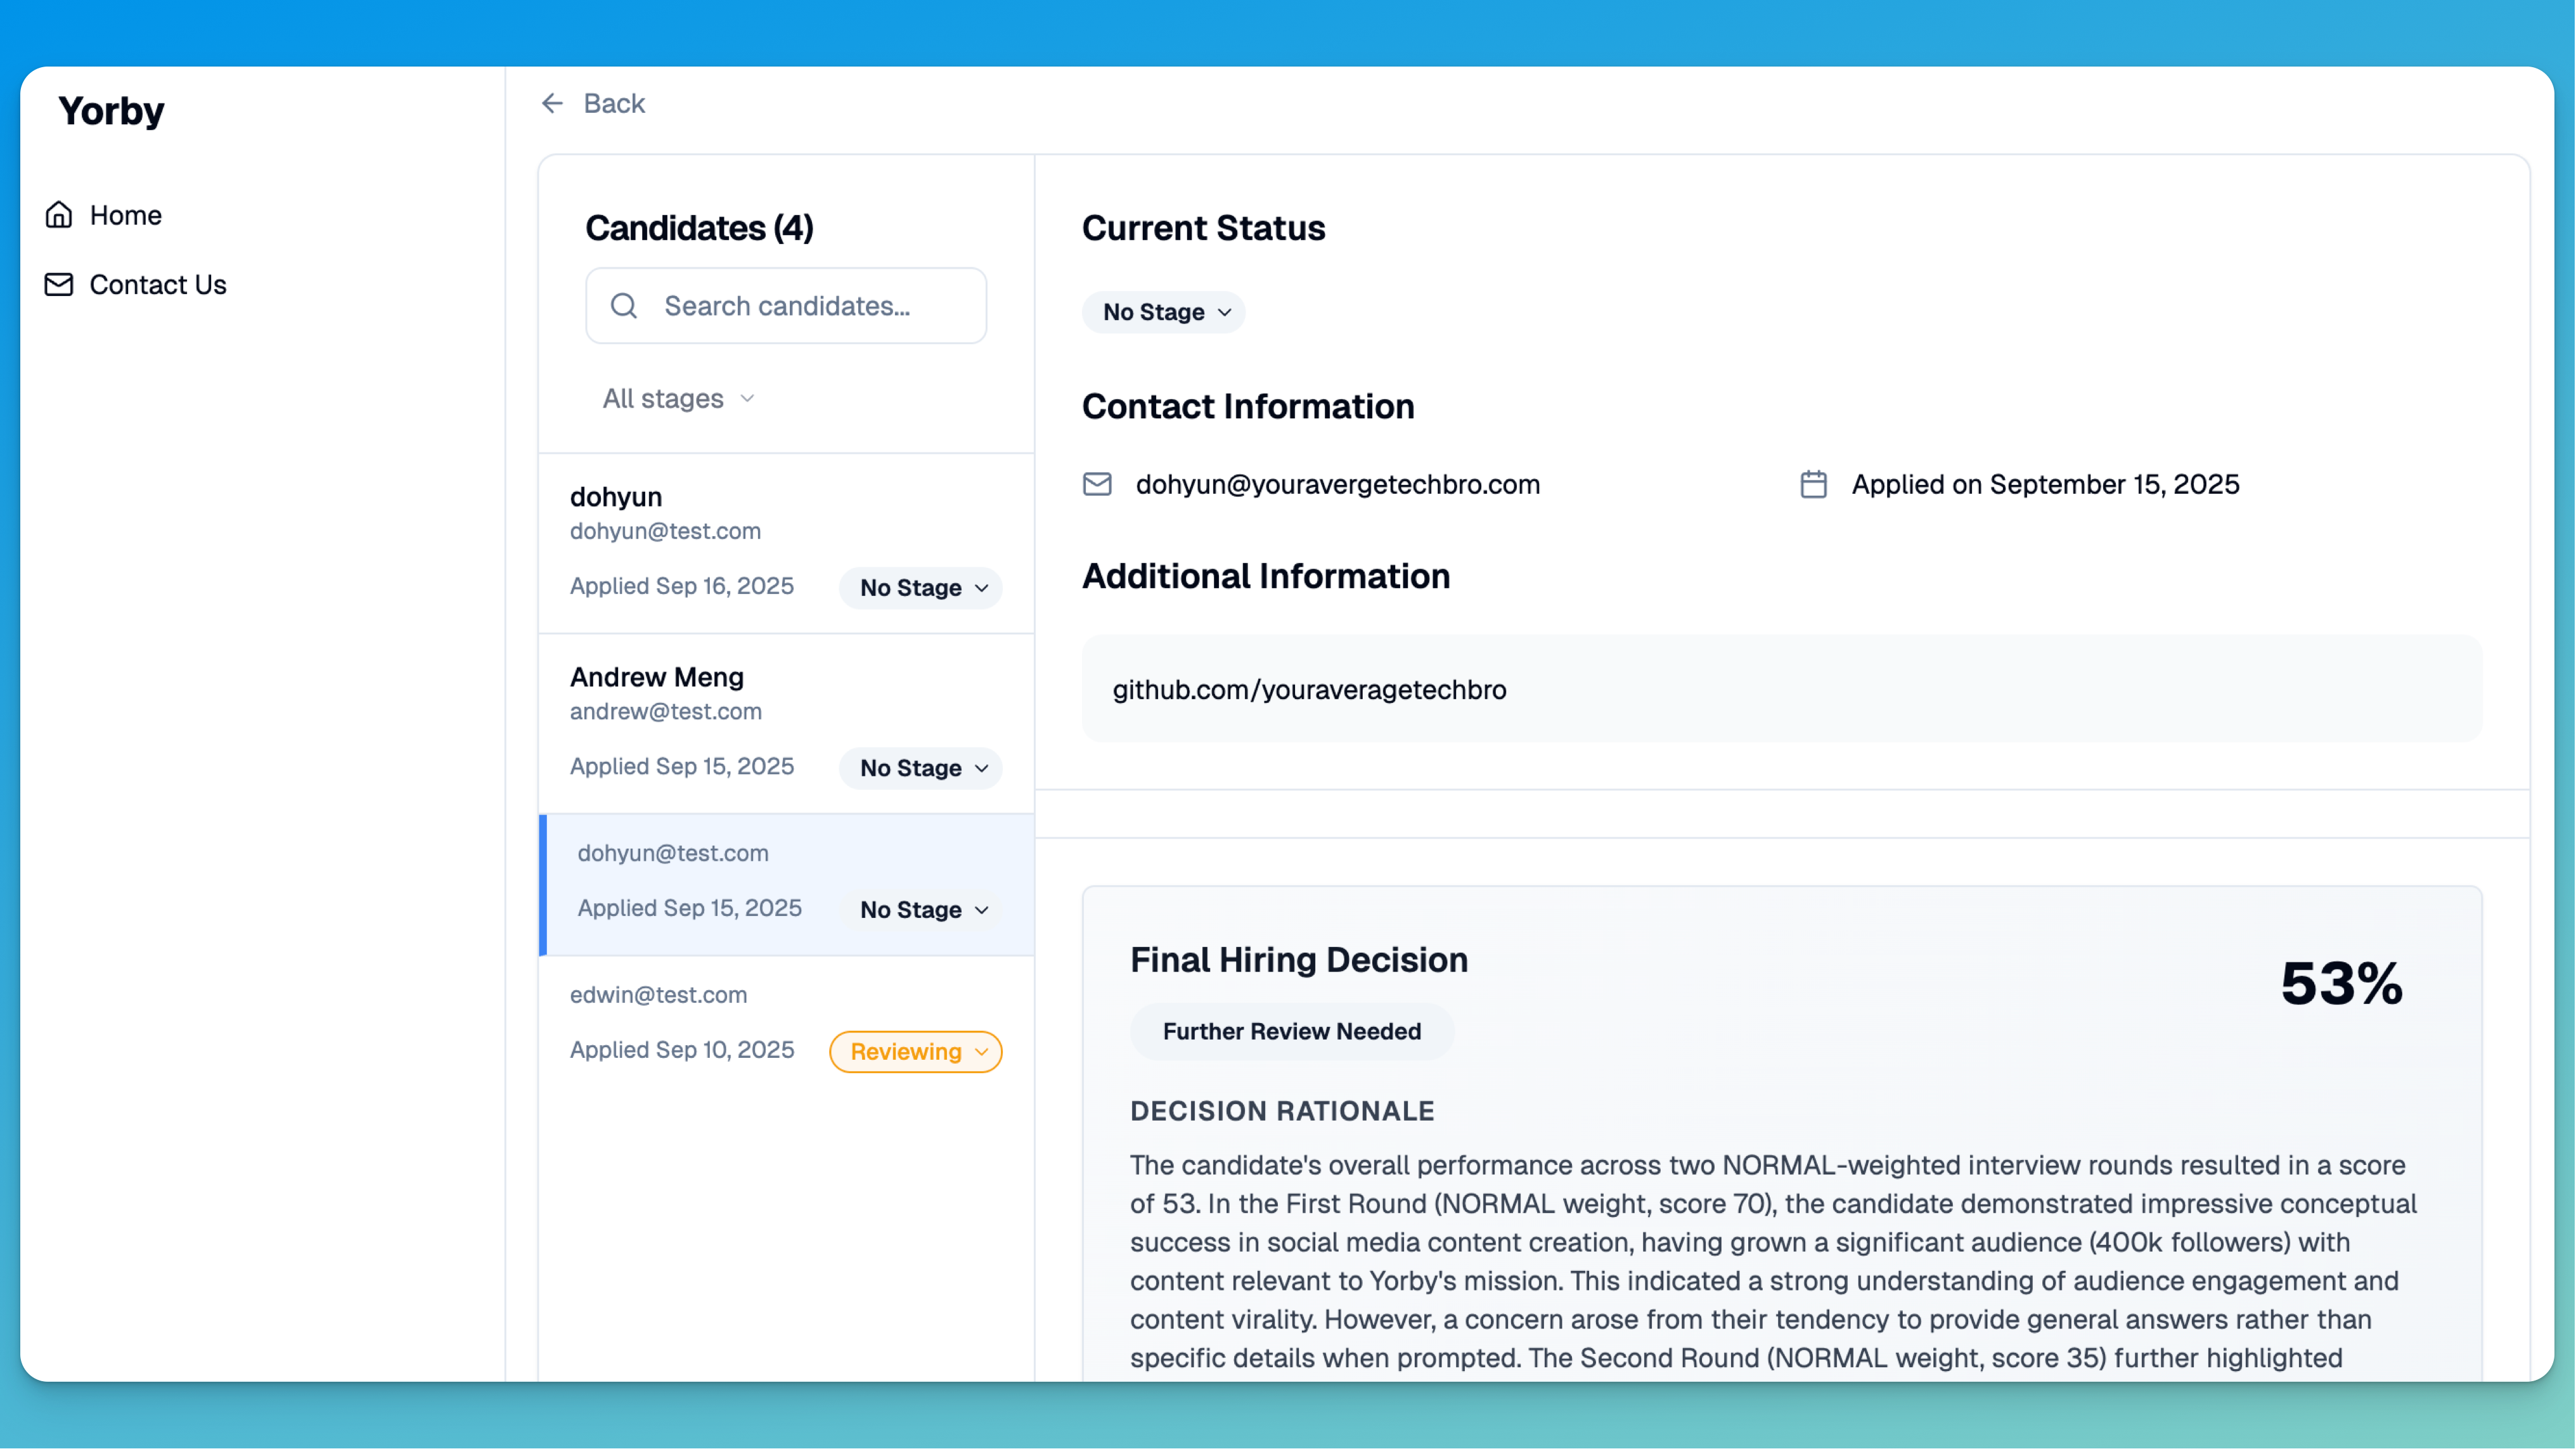 Yorby
Home
Contact Us
Back
Candidates (4)
Search candidates...
All stages
dohyun
dohyun@test.com
Applied Sep 16, 2025
No Stage
Andrew Meng
andrew@test.com
Applied Sep 15, 2025
No Stage
dohyun@test.com
Applied Sep 15, 2025
No Stage
edwin@test.com
Applied Sep 10, 2025
Reviewing
Current Status
No Stage
Contact Information
dohyun@youravergetechbro.com
Applied on September 15, 2025
Additional Information
github.com/youraveragetechbro
Final Hiring Decision
53%
Further Review Needed
DECISION RATIONALE
The candidate's overall performance across two NORMAL-weighted interview rounds resulted in a score
of 53. In the First Round (NORMAL weight, score 70), the candidate demonstrated impressive conceptual
success in social media content creation, having grown a significant audience (400k followers) with
content relevant to Yorby's mission. This indicated a strong understanding of audience engagement and
content virality. However, a concern arose from their tendency to provide general answers rather than
specific details when prompted. The Second Round (NORMAL weight, score 35) further highlighted